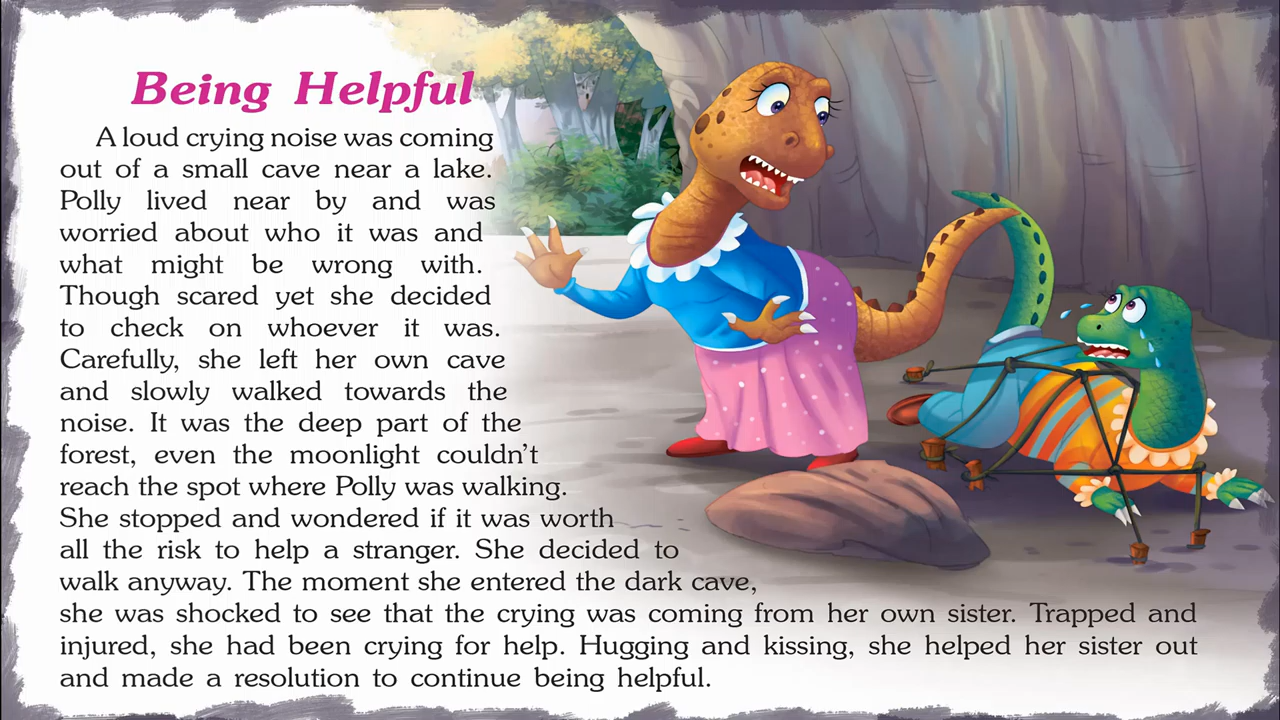 Being Helpful
A loud crying noise was coming
out of a small cave near a lake.
Polly lived near by and was
worried about who it was and
what might be wrong with.
Though scared yet she decided
to check on whoever it was.
Carefully, she left her own cave
and slowly walked towards the
noise. It was the deep part of the
forest, even the moonlight couldn't
reach the spot where Polly was walking.
She stopped and wondered if it was worth
all the risk to help a stranger. She decided to
walk anyway. The moment she entered the dark cave,
she was shocked to see that the crying was coming from her own sister. Trapped and
injured, she had been crying for help. Hugging and kissing, she helped her sister out
and made a resolution to continue being helpful.